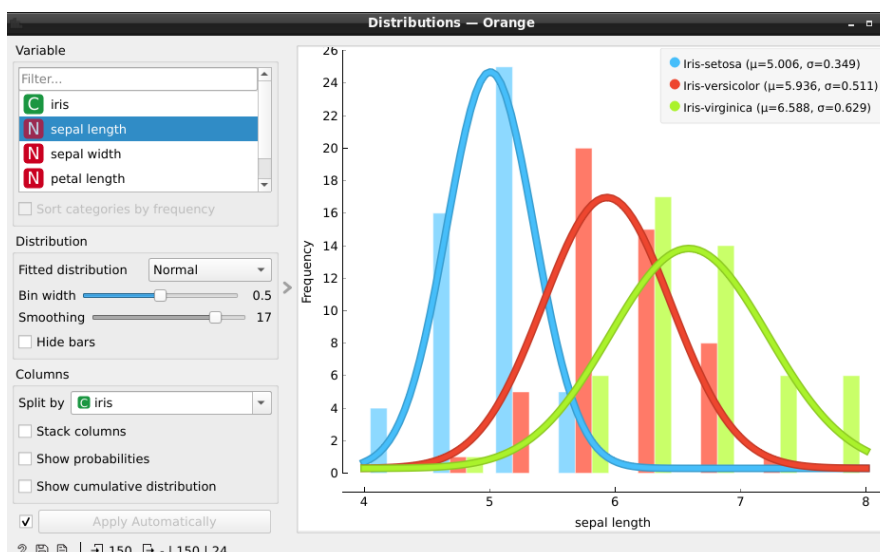 Distributions — Orange
Variable
Filter...
C iris
N sepal length
N sepal width
N petal length
Sort categories by frequency
Distribution
Fitted distribution Normal
Bin width 0.5
Smoothing 17
Hide bars
Columns
Split by C iris
Stack columns
Show probabilities
Show cumulative distribution
Apply Automatically
? 150 - | 150 | 24
Iris-setosa (μ=5.006, σ=0.349)
Iris-versicolor (μ=5.936, σ=0.511)
Iris-virginica (μ=6.588, σ=0.629)
Frequency
26
24
22
20
18
16
14
12
10
8
6
4
2
0
4 5 6 7 8
sepal length